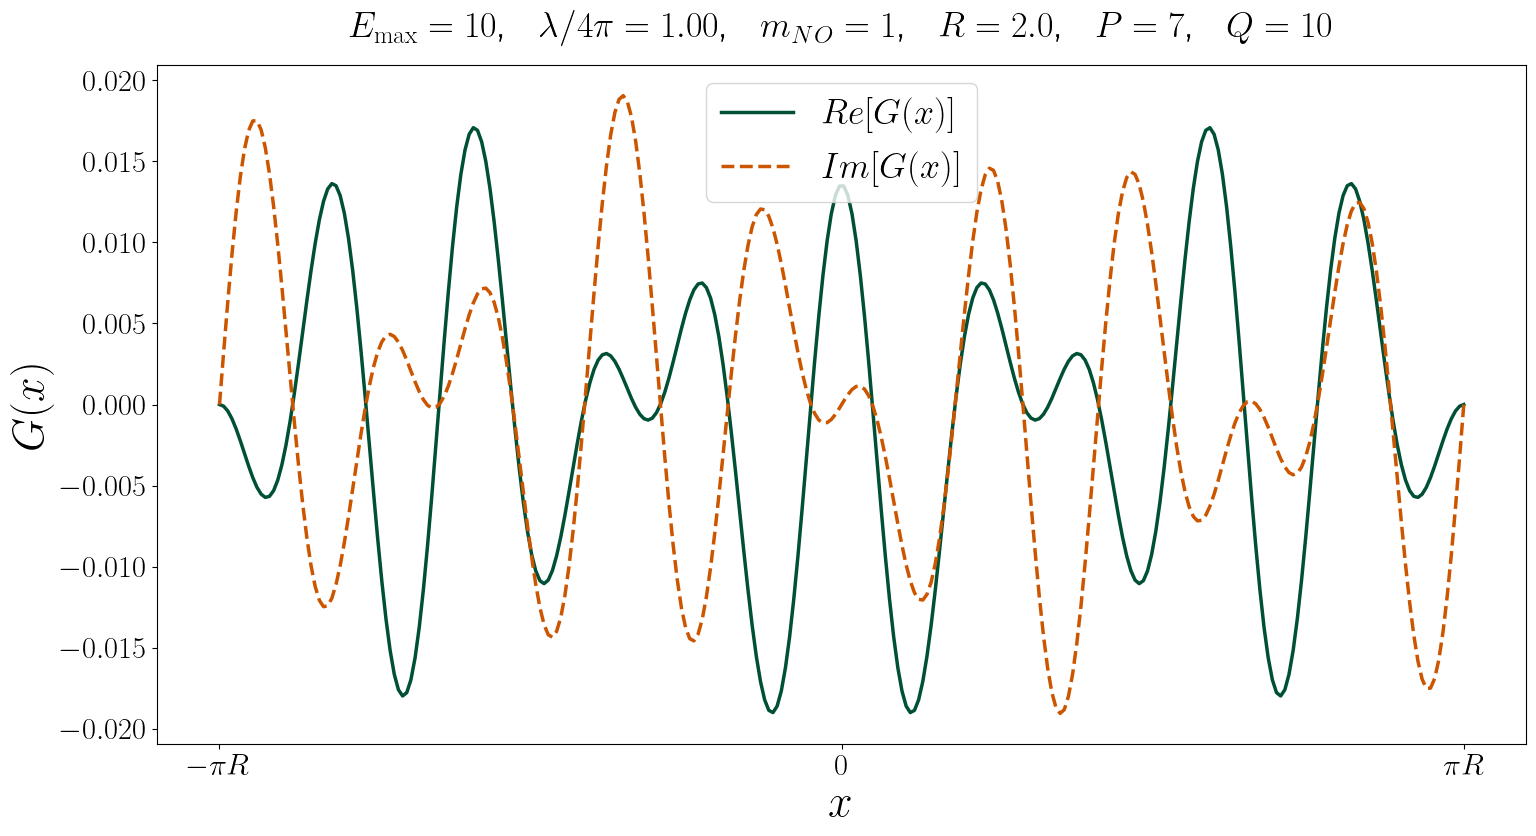 E_max = 10, λ/4π = 1.00, m_NO = 1, R = 2.0, P = 7, Q = 10
Re[G(x)]
Im[G(x)]
0.020
0.015
0.010
0.005
0.000
−0.005
−0.010
−0.015
−0.020
G(x)
−πR 0 πR
x